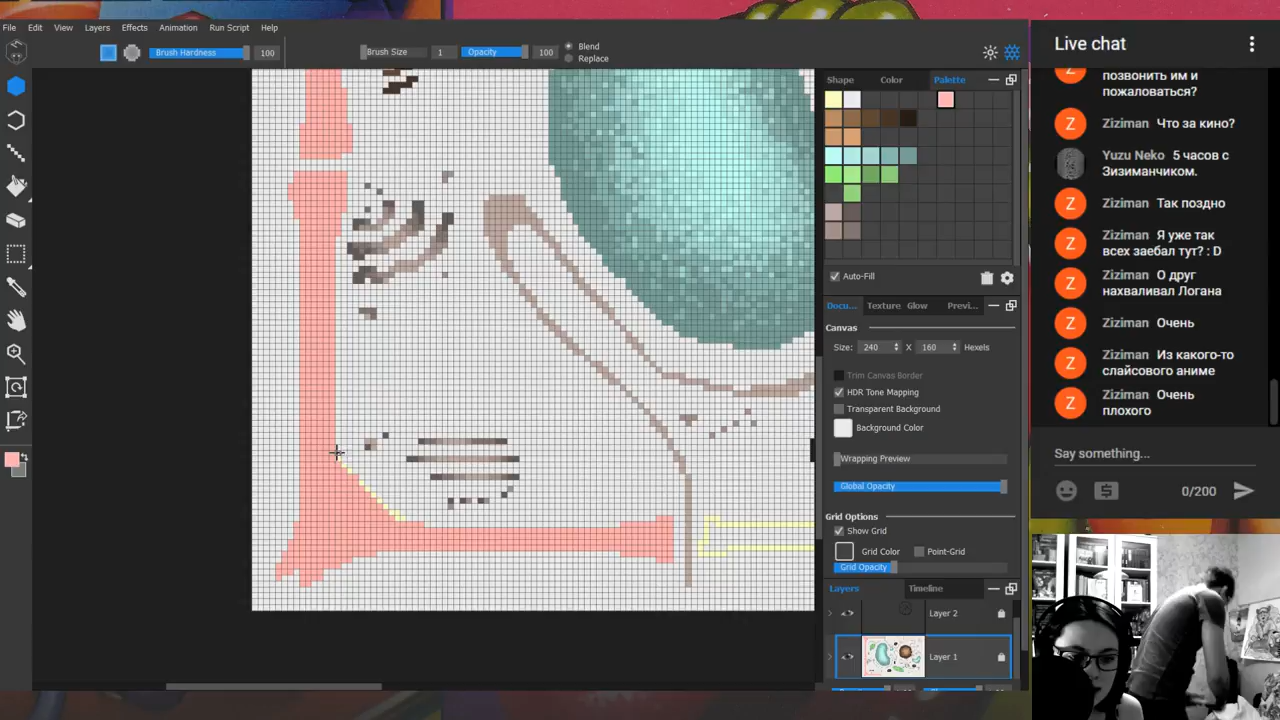 File Edit View Layers Effects Animation Run Script Help
Brush Hardness 100 Brush Size 1 Opacity 100 Blend
Replace
Shape Color Palette
Auto-Fill
Docu... Texture Glow Previ...
Canvas
Size: 240 X 160 Hexels
Trim Canvas Border
HDR Tone Mapping
Transparent Background
Background Color
Wrapping Preview
Global Opacity
Grid Options
Show Grid
Grid Color Point-Grid
Grid Opacity
Layers Timeline
Layer 2
Layer 1
Live chat
позвонить им и
пожаловаться?
Z Ziziman Что за кино?
Yuzu Neko 5 часов с
Зизиманчиком.
Z Ziziman Так поздно
Z Ziziman Я уже так
всех заебал тут? : D
Z Ziziman О друг
нахваливал Логана
Z Ziziman Очень
Z Ziziman Из какого-то
слайсового аниме
Z Ziziman Очень
плохого
Say something...
0/200